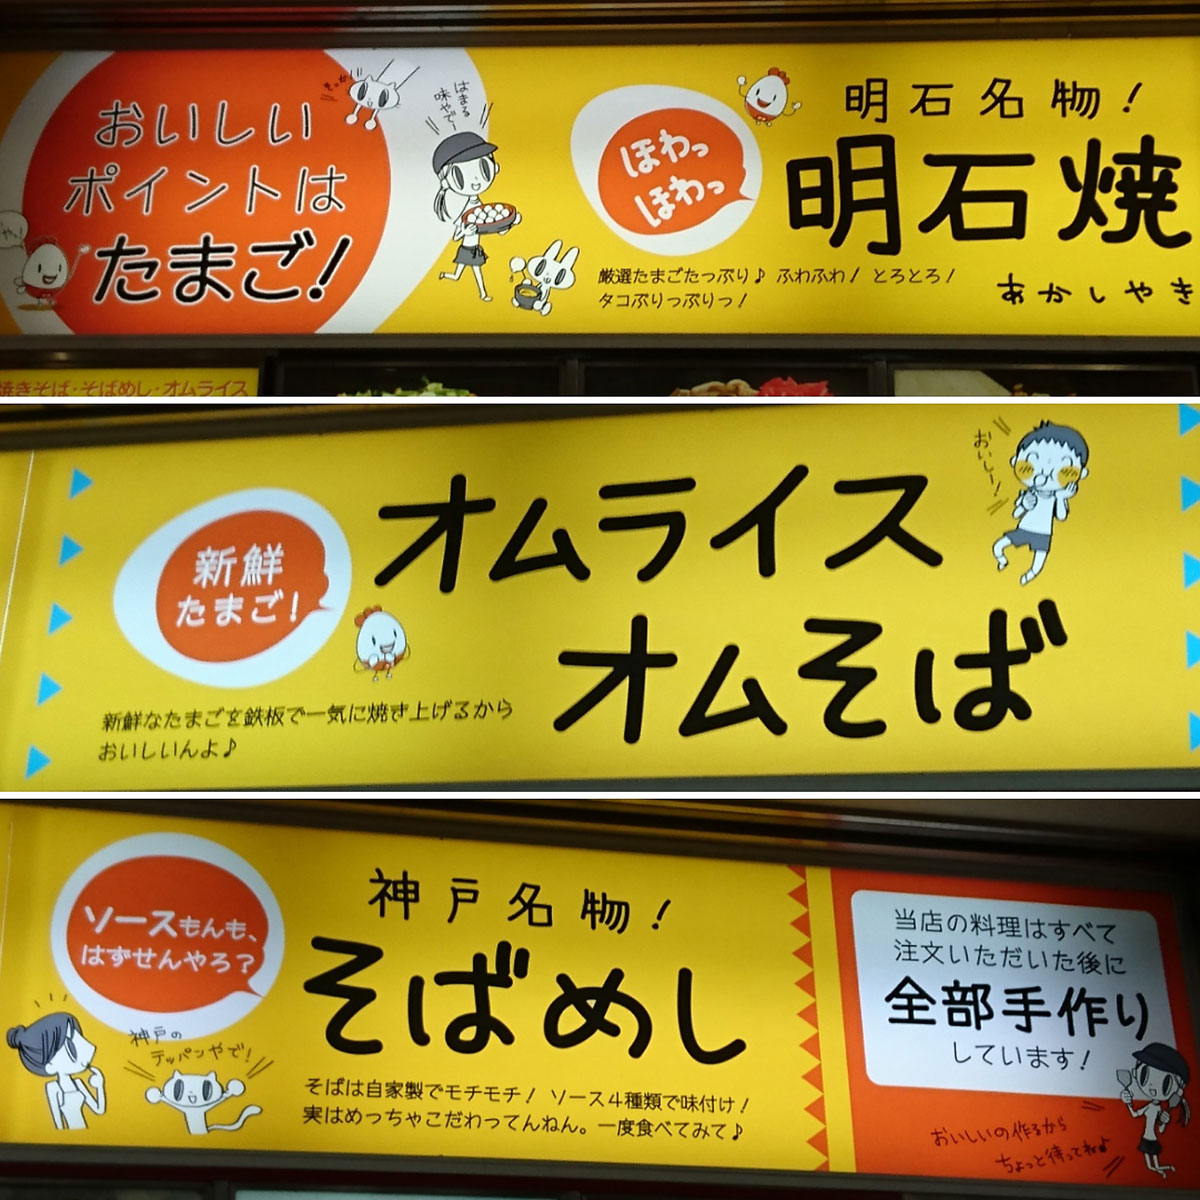 おいしい
ポイントは
たまご!
はまる
味やで〜
ほわっ
ほわっ
明石名物!
明石焼
あかしやき
厳選たまごたっぷり♪ ふわふわ! とろとろ!
タコぷりっぷりっ!
焼きそば・そばめし・オムライス
新鮮
たまご!
オムライス
オムそば
おいしー!
新鮮なたまごを鉄板で一気に焼き上げるから
おいしいんよ♪
ソースもんも、
はずせんやろ?
神戸の
テッパンやで!
神戸名物!
そばめし
そばは自家製でモチモチ! ソース4種類で味付け!
実はめっちゃこだわってんねん。一度食べてみて♪
当店の料理はすべて
注文いただいた後に
全部手作り
しています!
おいしいの作るから
ちょっと待っててね♪